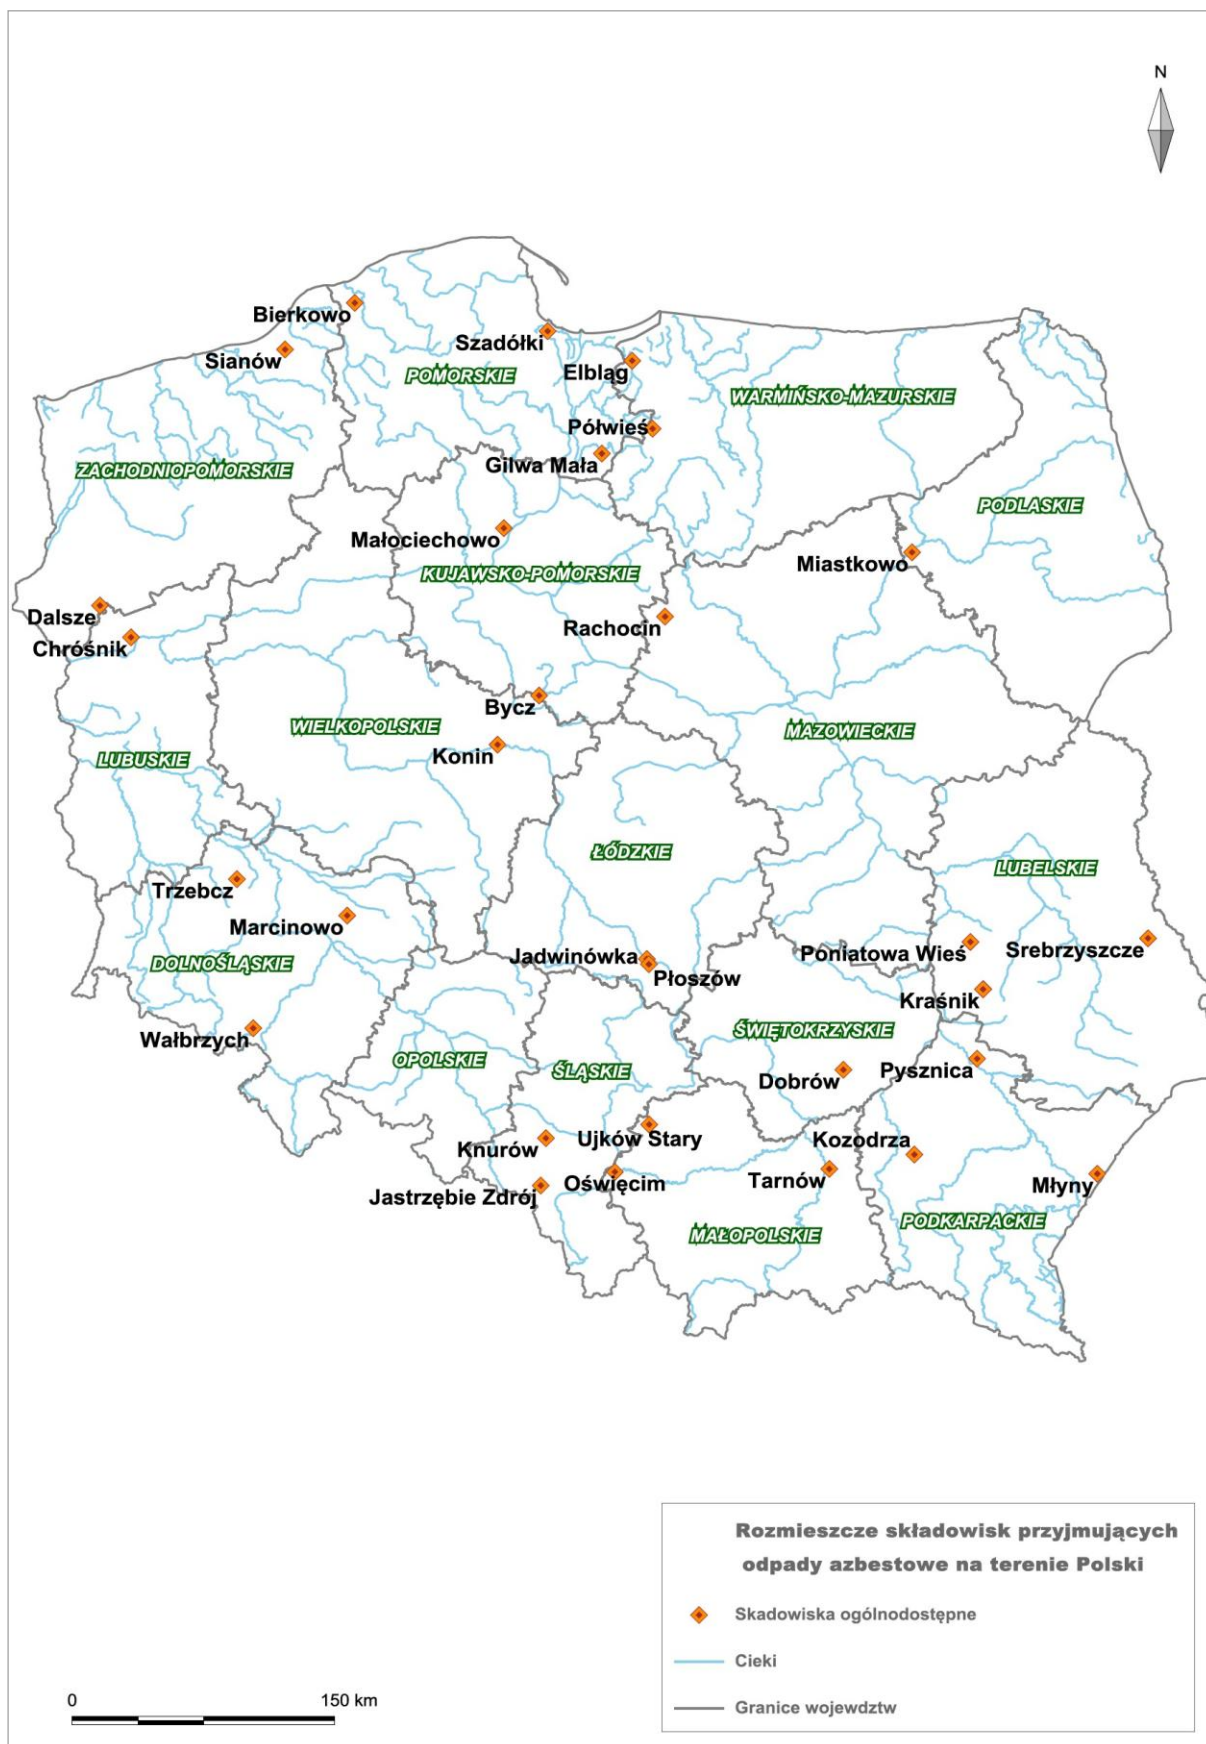 N
Bierkowo
Szadółki
Sianów
Elbląg
POMORSKIE
WARMIŃSKO-MAZURSKIE
Półwieś
Gilwa Mała
ZACHODNIOPOMORSKIE
PODLASKIE
Małociechowo
Miastkowo
KUJAWSKO-POMORSKIE
Dalsze
Rachocin
Chróśnik
Bycz
WIELKOPOLSKIE
MAZOWIECKIE
Konin
LUBUSKIE
ŁÓDZKIE
LUBELSKIE
Trzebcz
Marcinowo
Poniatowa Wieś
Srebrzyszcze
Jadwinówka
DOLNOŚLĄSKIE
Płoszów
Kraśnik
ŚWIĘTOKRZYSKIE
Wałbrzych
OPOLSKIE
ŚLĄSKIE
Pysznica
Dobrów
Ujków Stary
Kozodrza
Knurów
Oświęcim
Tarnów
Młyny
Jastrzębie Zdrój
PODKARPACKIE
MAŁOPOLSKIE
Rozmieszcze składowisk przyjmujących
odpady azbestowe na terenie Polski
Skadowiska ogólnodostępne
Cieki
Granice wojewdztw
0 150 km